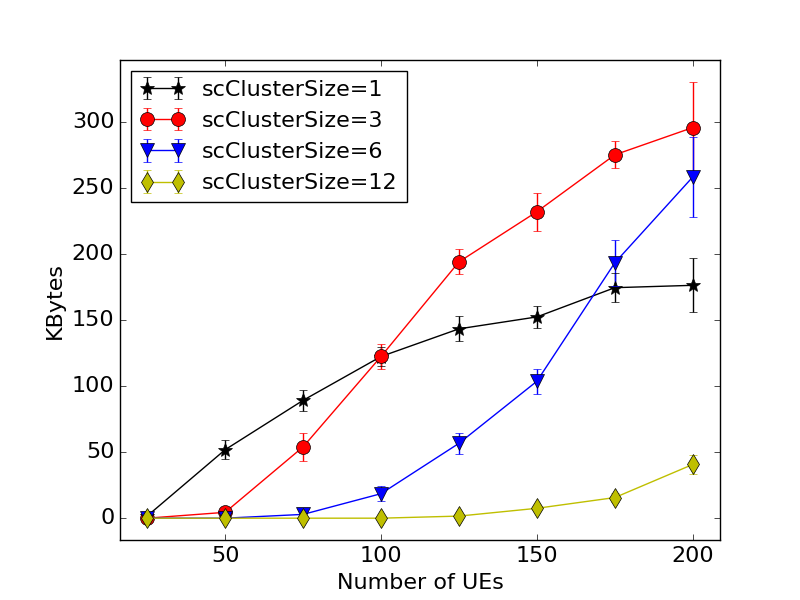 scClusterSize=1
scClusterSize=3
scClusterSize=6
scClusterSize=12
300
250
200
150
100
50
0
KBytes
50 100 150 200
Number of UEs